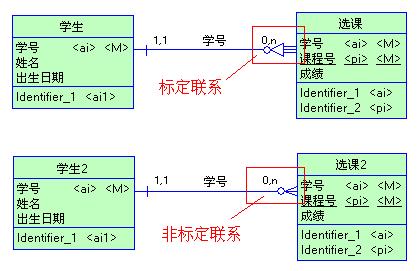 学生
学号 <ai> <M>
姓名
出生日期
Identifier_1 <ai1>
1,1 学号 0,n
选课
学号 <ai> <M>
课程号 <pi> <M>
成绩
Identifier_1 <ai>
Identifier_2 <pi>
标定联系
学生2
学号 <ai> <M>
姓名
出生日期
Identifier_1 <ai1>
1,1 学号 0,n
选课2
学号 <ai> <M>
课程号 <pi> <M>
成绩
Identifier_1 <ai>
Identifier_2 <pi>
非标定联系